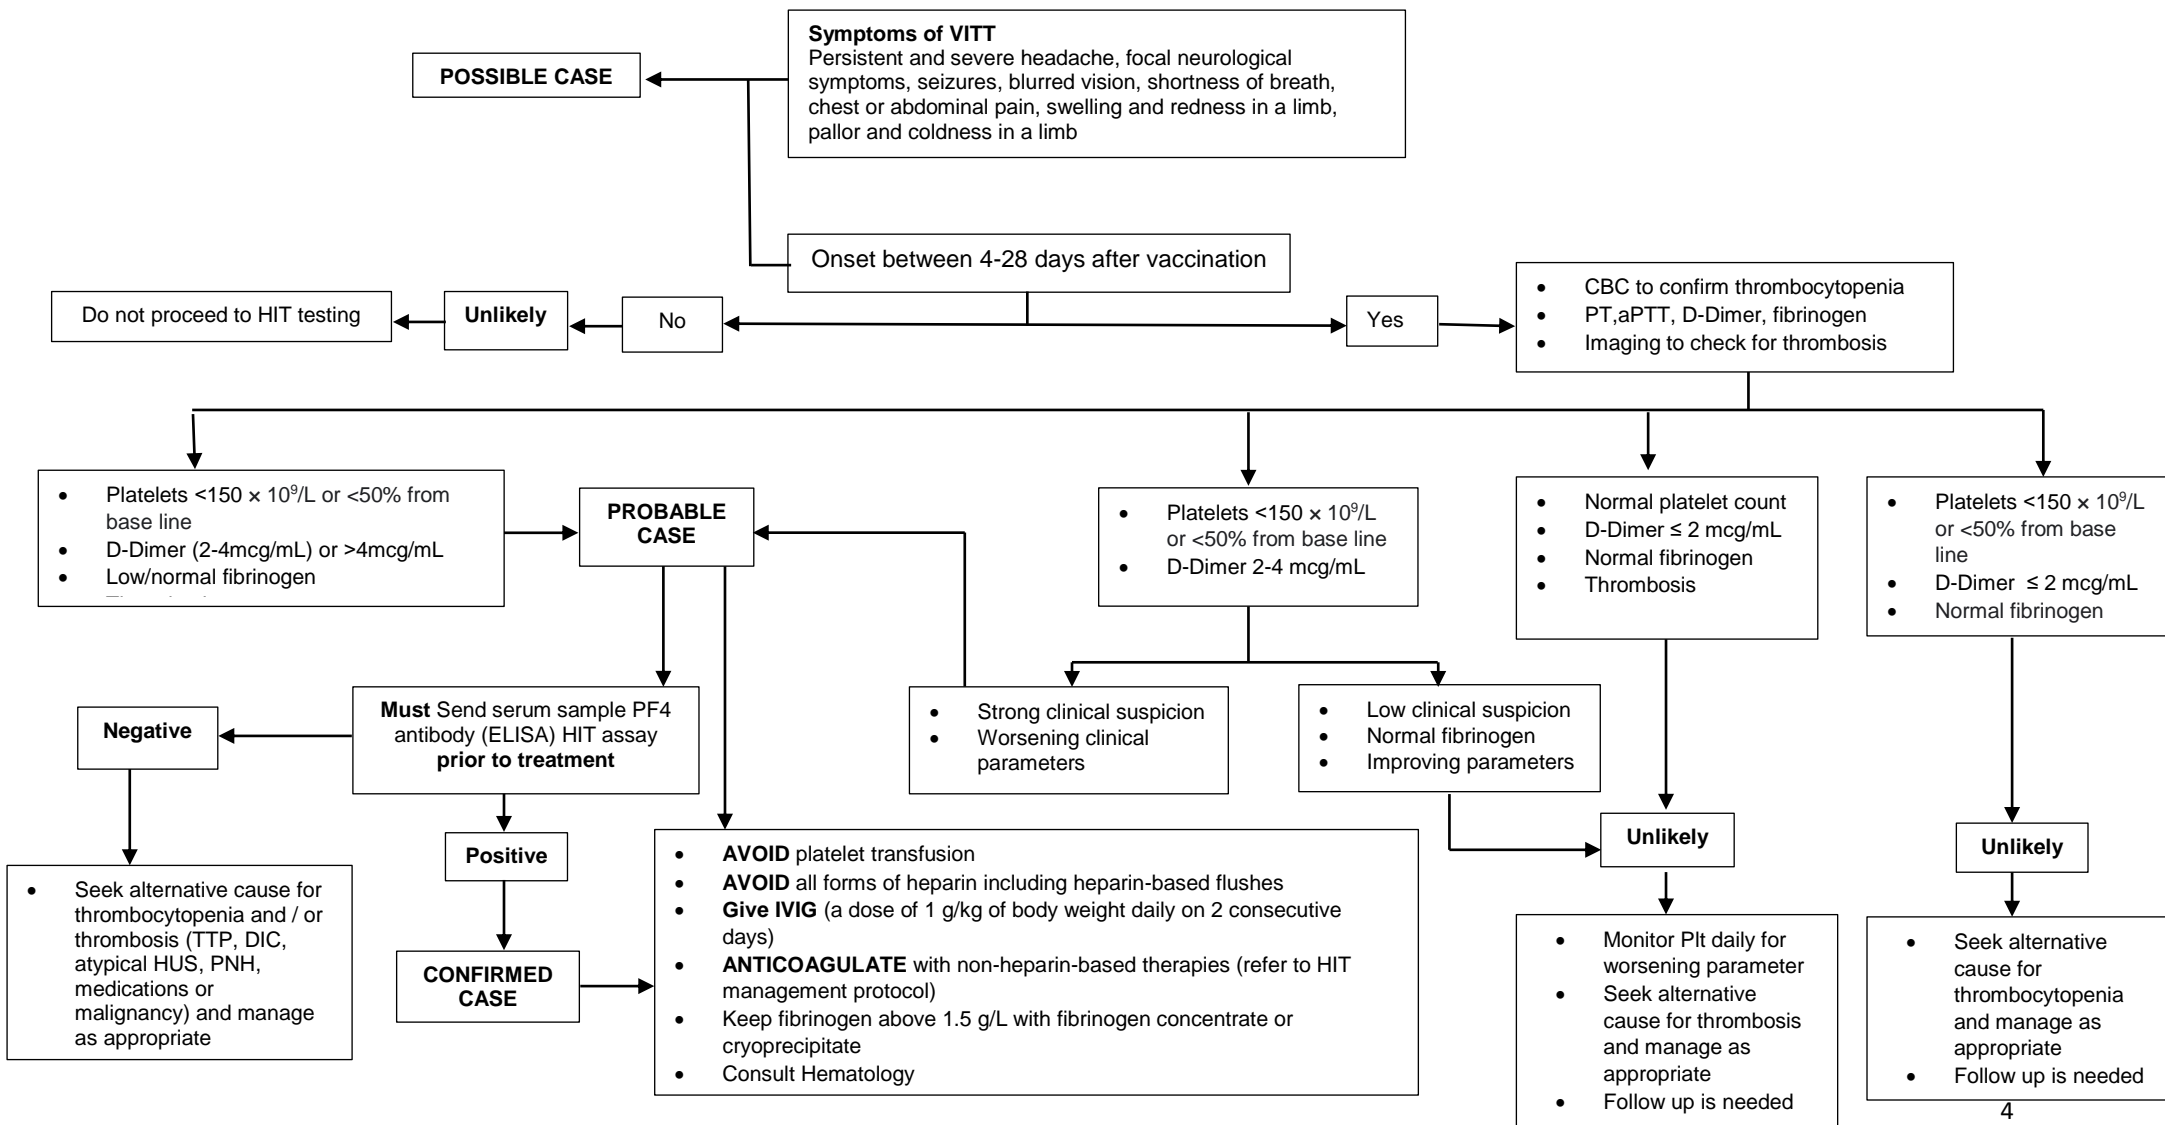 Symptoms of VITT
Persistent and severe headache, focal neurological
symptoms, seizures, blurred vision, shortness of breath,
chest or abdominal pain, swelling and redness in a limb,
pallor and coldness in a limb
POSSIBLE CASE
Onset between 4-28 days after vaccination
Do not proceed to HIT testing
Unlikely
No
Yes
• CBC to confirm thrombocytopenia
• PT,aPTT, D-Dimer, fibrinogen
• Imaging to check for thrombosis
• Platelets <150 × 10⁹/L or <50% from
base line
• D-Dimer (2-4mcg/mL) or >4mcg/mL
• Low/normal fibrinogen
PROBABLE
CASE
• Platelets <150 × 10⁹/L
or <50% from base line
• D-Dimer 2-4 mcg/mL
• Normal platelet count
• D-Dimer ≤ 2 mcg/mL
• Normal fibrinogen
• Thrombosis
• Platelets <150 × 10⁹/L
or <50% from base
line
• D-Dimer ≤ 2 mcg/mL
• Normal fibrinogen
Negative
Must Send serum sample PF4
antibody (ELISA) HIT assay
prior to treatment
• Strong clinical suspicion
• Worsening clinical
parameters
• Low clinical suspicion
• Normal fibrinogen
• Improving parameters
Positive
Unlikely
Unlikely
• Seek alternative cause for
thrombocytopenia and / or
thrombosis (TTP, DIC,
atypical HUS, PNH,
medications or
malignancy) and manage
as appropriate
CONFIRMED
CASE
• AVOID platelet transfusion
• AVOID all forms of heparin including heparin-based flushes
• Give IVIG (a dose of 1 g/kg of body weight daily on 2 consecutive
days)
• ANTICOAGULATE with non-heparin-based therapies (refer to HIT
management protocol)
• Keep fibrinogen above 1.5 g/L with fibrinogen concentrate or
cryoprecipitate
• Consult Hematology
• Monitor Plt daily for
worsening parameter
• Seek alternative
cause for thrombosis
and manage as
appropriate
• Follow up is needed
• Seek alternative
cause for
thrombocytopenia
and manage as
appropriate
• Follow up is needed
4